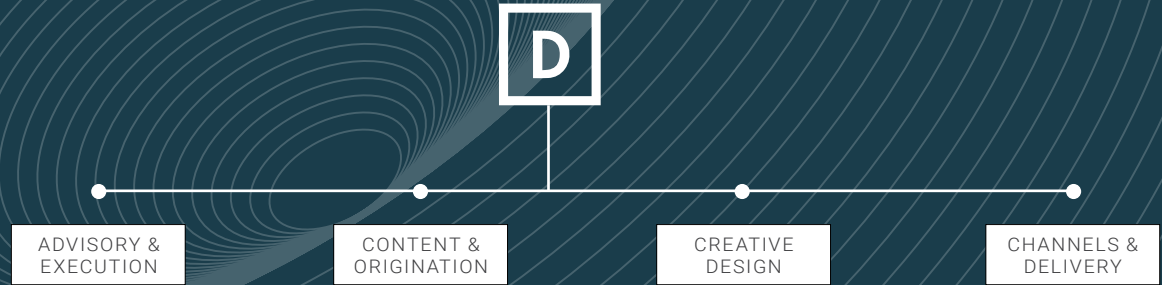 D
ADVISORY &
EXECUTION
CONTENT &
ORIGINATION
CREATIVE
DESIGN
CHANNELS &
DELIVERY